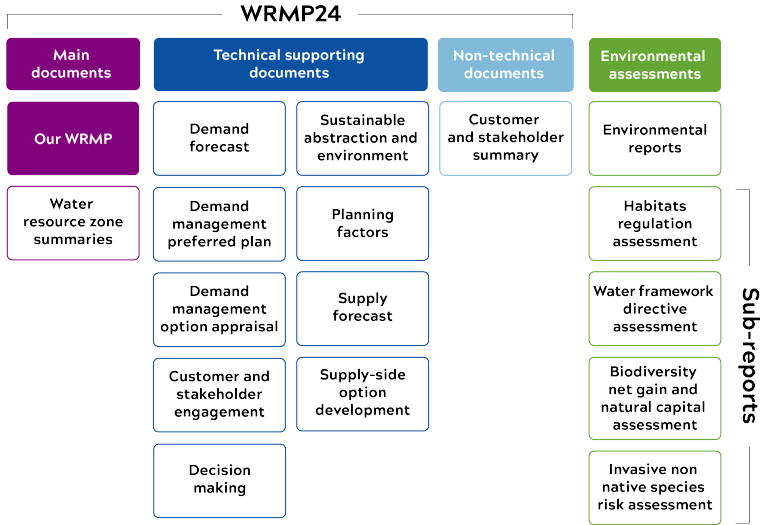 WRMP24
Main
documents
Technical supporting
documents
Non-technical
documents
Environmental
assessments
Our WRMP
Demand
forecast
Sustainable
abstraction and
environment
Customer
and stakeholder
summary
Environmental
reports
Water
resource zone
summaries
Demand
management
preferred plan
Planning
factors
Habitats
regulation
assessment
Demand
management
option appraisal
Supply
forecast
Water framework
directive
assessment
Customer and
stakeholder
engagement
Supply-side
option
development
Biodiversity
net gain and
natural capital
assessment
Decision
making
Invasive non
native species
risk assessment
Sub-reports